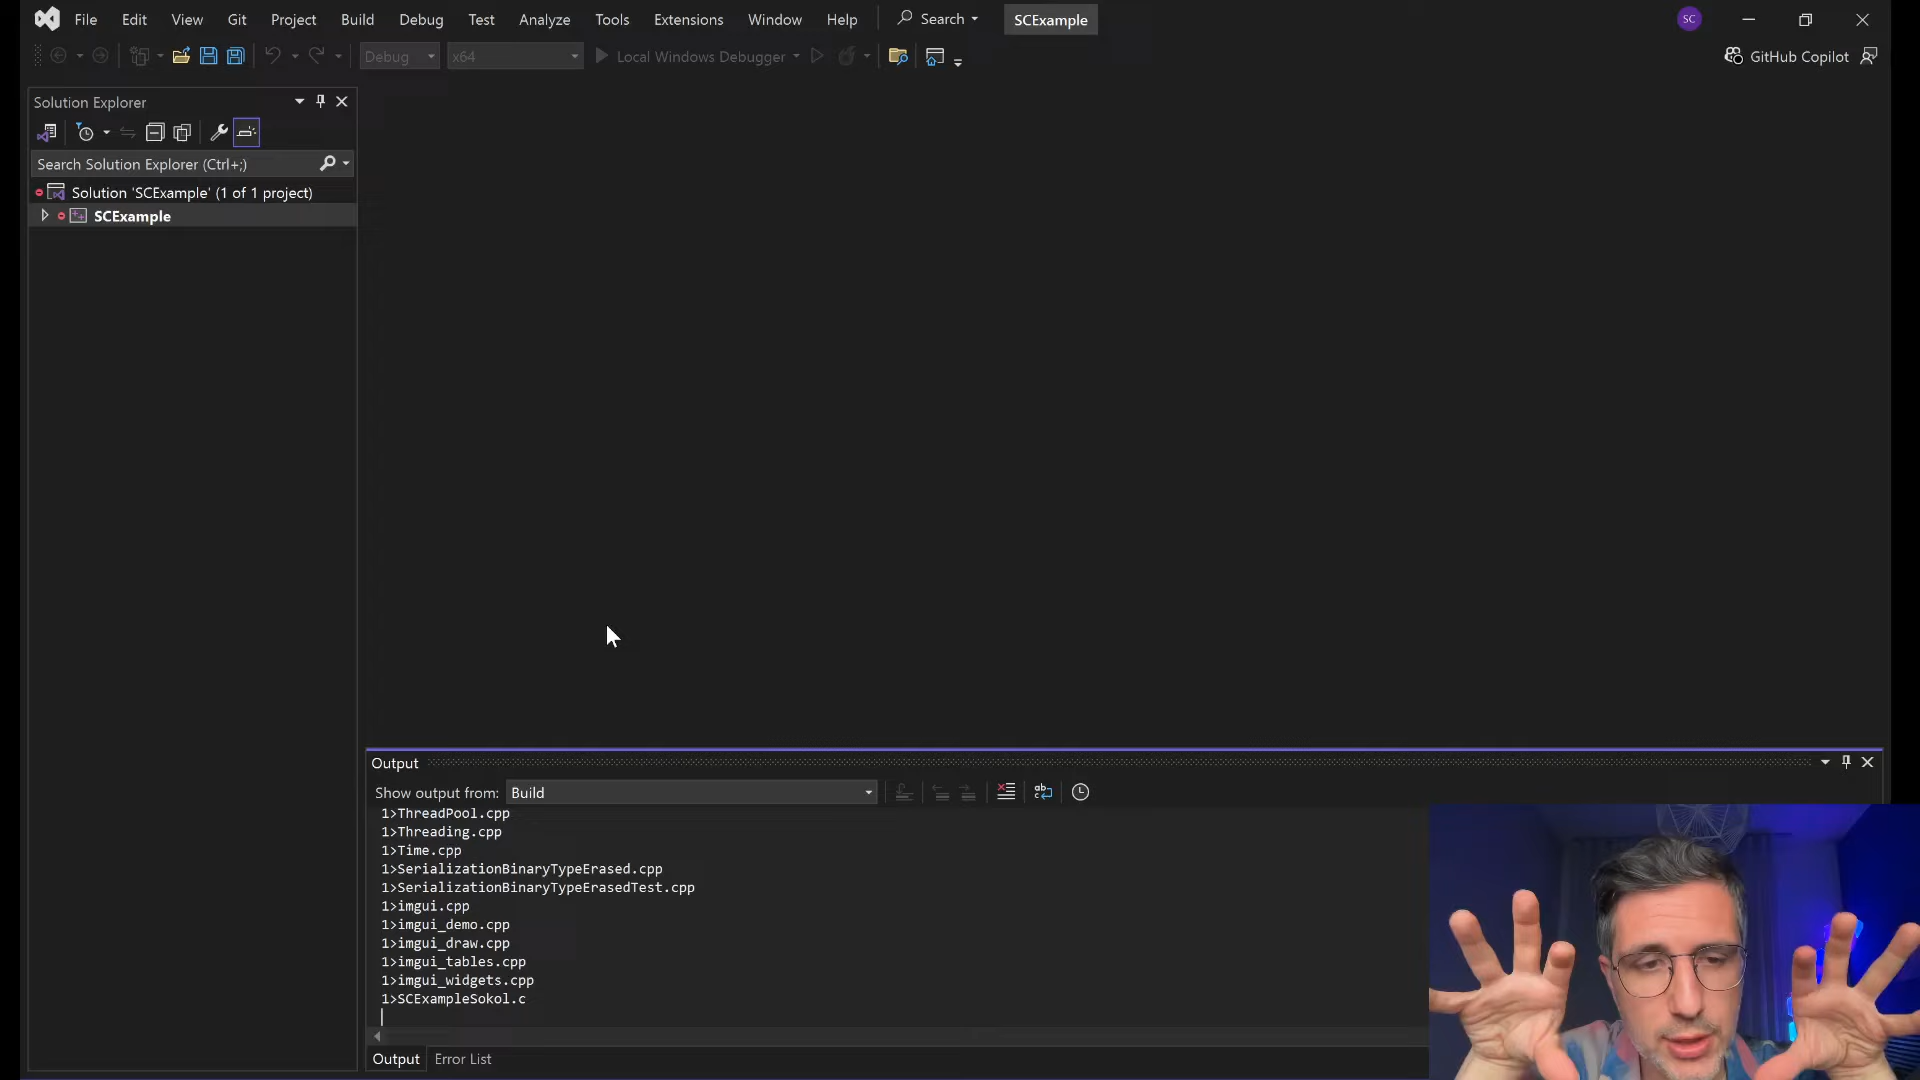 File Edit View Git Project Build Debug Test Analyze Tools Extensions Window Help Search SCExample SC
Debug x64 Local Windows Debugger GitHub Copilot
Solution Explorer
Search Solution Explorer (Ctrl+;)
Solution 'SCExample' (1 of 1 project)
SCExample
Output
Show output from: Build
1>ThreadPool.cpp
1>Threading.cpp
1>Time.cpp
1>SerializationBinaryTypeErased.cpp
1>SerializationBinaryTypeErasedTest.cpp
1>imgui.cpp
1>imgui_demo.cpp
1>imgui_draw.cpp
1>imgui_tables.cpp
1>imgui_widgets.cpp
1>SCExampleSokol.c
Output Error List